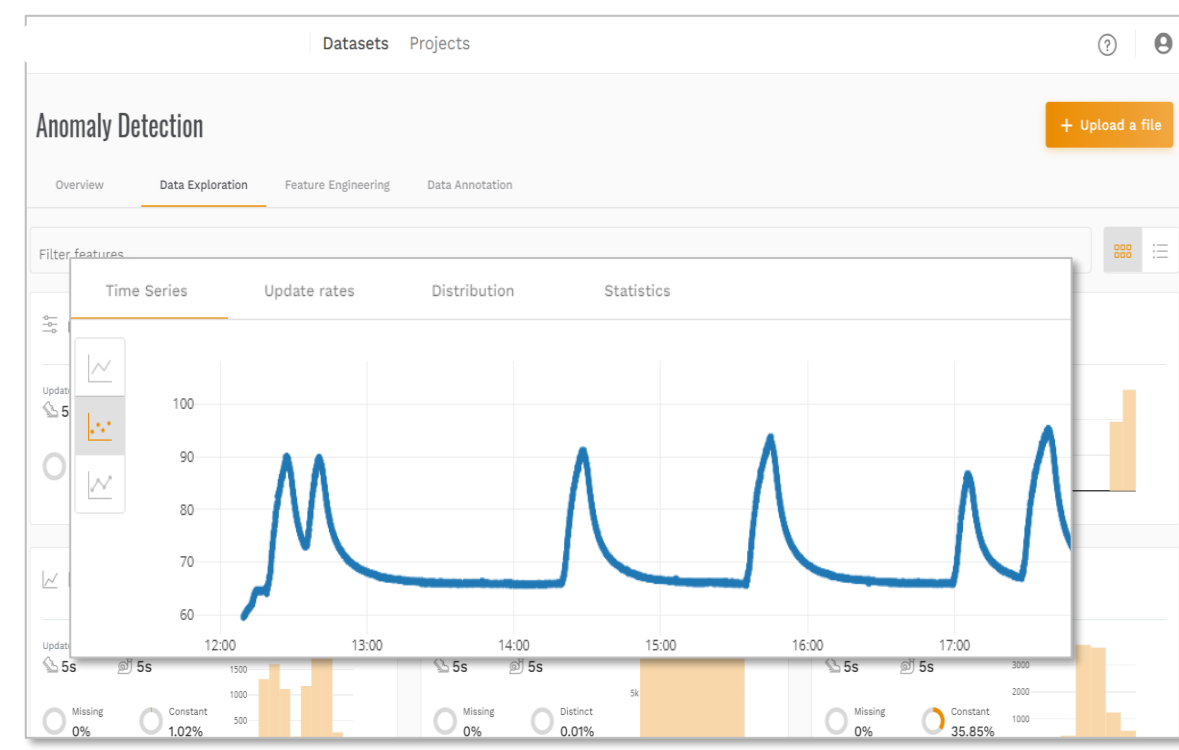 Datasets Projects
?
Anomaly Detection
+ Upload a file
Overview Data Exploration Feature Engineering Data Annotation
Filter features
Time Series Update rates Distribution Statistics
Updat
5
100
90
80
70
60
12:00 13:00 14:00 15:00 16:00 17:00
Updat
5s 5s 1500 5s 5s 5s 5s 3000
1000 5k 2000
Missing Constant 500 Missing Distinct Missing Constant 1000
0% 1.02% 0% 0.01% 0% 35.85%